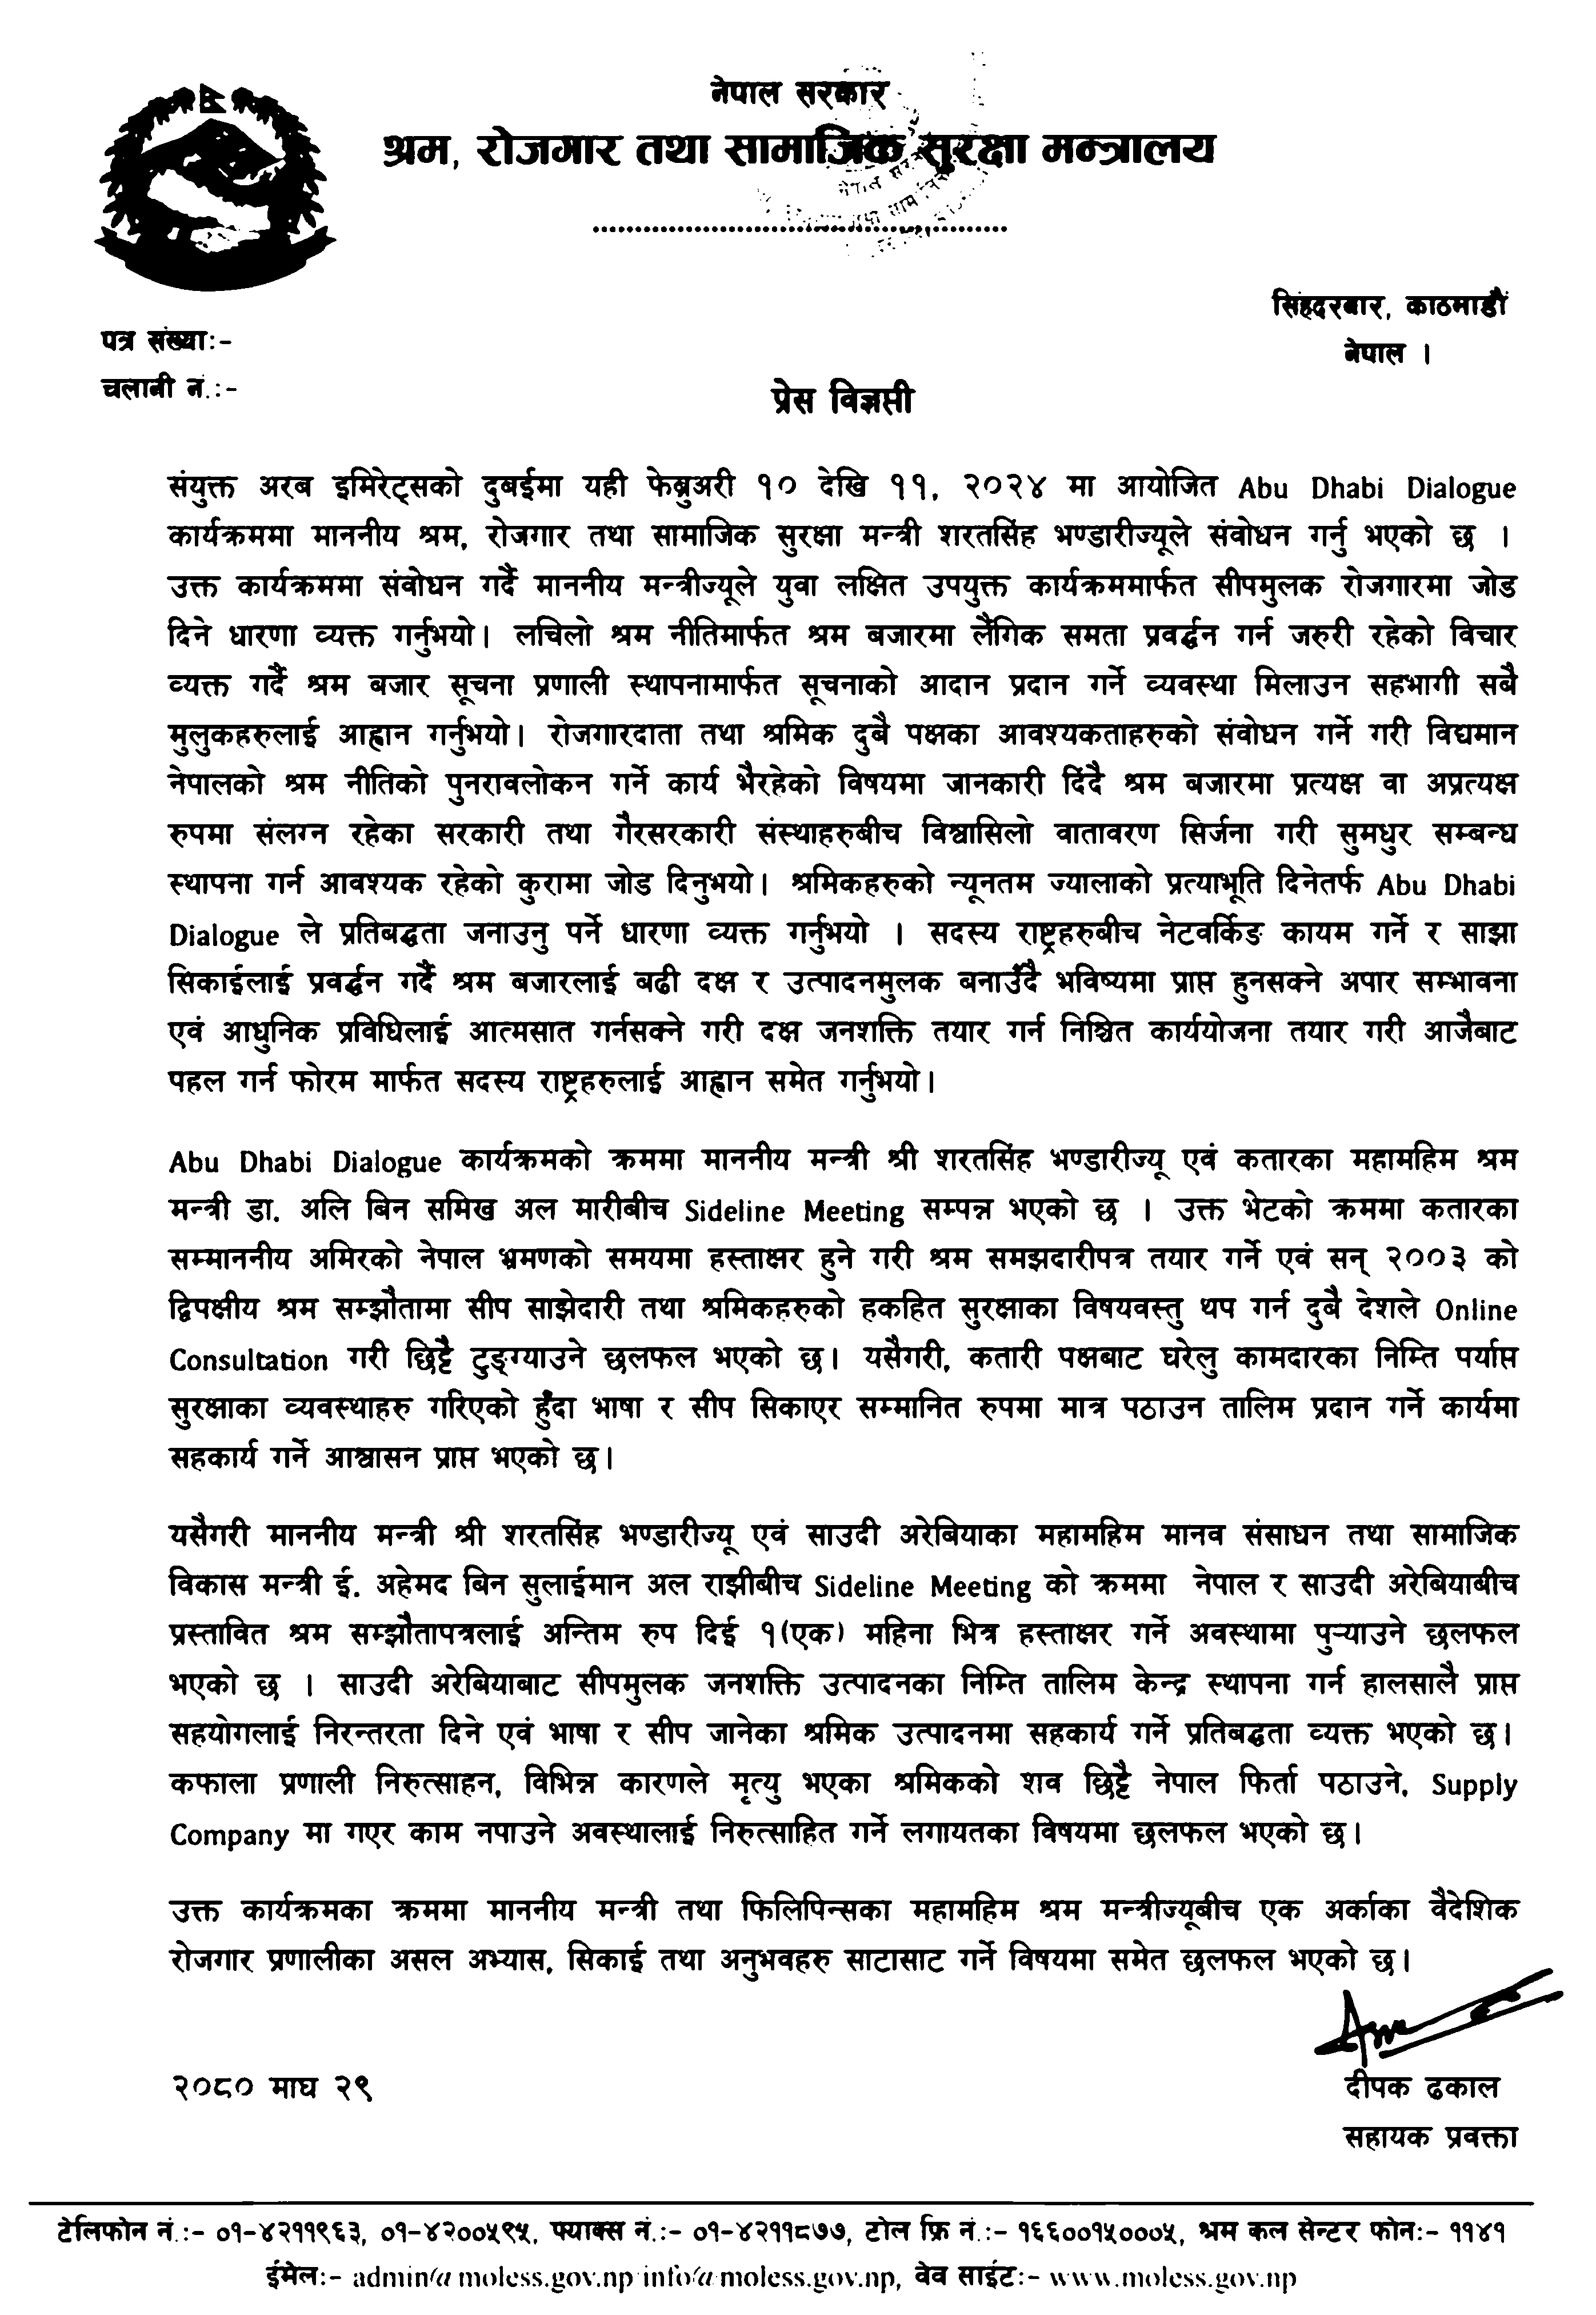 नेपाल सरकार
श्रम, रोजगार तथा सामाजिक सुरक्षा मन्त्रालय
सिंहदरबार, काठमाडौं
नेपाल ।
पत्र संख्या:-
चलानी नं.:-
प्रेस विज्ञप्ती
संयुक्त अरब इमिरेट्सको दुबईमा यही फेब्रुअरी १० देखि ११, २०२४ मा आयोजित Abu Dhabi Dialogue
कार्यक्रममा माननीय श्रम, रोजगार तथा सामाजिक सुरक्षा मन्त्री शरतसिंह भण्डारीज्यूले संवोधन गर्नु भएको छ ।
उक्त कार्यक्रममा संवोधन गर्दै माननीय मन्त्रीज्यूले युवा लक्षित उपयुक्त कार्यक्रममार्फत सीपमुलक रोजगारमा जोड
दिने धारणा व्यक्त गर्नुभयो। लचिलो श्रम नीतिमार्फत श्रम बजारमा लैंगिक समता प्रवर्द्धन गर्न जरुरी रहेको विचार
व्यक्त गर्दै श्रम बजार सूचना प्रणाली स्थापनामार्फत सूचनाको आदान प्रदान गर्ने व्यवस्था मिलाउन सहभागी सबै
मुलुकहरुलाई आह्वान गर्नुभयो। रोजगारदाता तथा श्रमिक दुबै पक्षका आवश्यकताहरुको संवोधन गर्ने गरी विद्यमान
नेपालको श्रम नीतिको पुनरावलोकन गर्ने कार्य भैरहेको विषयमा जानकारी दिंदै श्रम बजारमा प्रत्यक्ष वा अप्रत्यक्ष
रुपमा संलग्न रहेका सरकारी तथा गैरसरकारी संस्थाहरुबीच विश्वासिलो वातावरण सिर्जना गरी सुमधुर सम्बन्ध
स्थापना गर्न आवश्यक रहेको कुरामा जोड दिनुभयो। श्रमिकहरुको न्यूनतम ज्यालाको प्रत्याभूति दिनेतर्फ Abu Dhabi
Dialogue ले प्रतिबद्धता जनाउनु पर्ने धारणा व्यक्त गर्नुभयो । सदस्य राष्ट्रहरुबीच नेटवर्किङ कायम गर्ने र साझा
सिकाईलाई प्रवर्द्धन गर्दै श्रम बजारलाई बढी दक्ष र उत्पादनमुलक बनाउँदै भविष्यमा प्राप्त हुनसक्ने अपार सम्भावना
एवं आधुनिक प्रविधिलाई आत्मसात गर्नसक्ने गरी दक्ष जनशक्ति तयार गर्न निश्चित कार्ययोजना तयार गरी आजैबाट
पहल गर्न फोरम मार्फत सदस्य राष्ट्रहरुलाई आह्वान समेत गर्नुभयो।
Abu Dhabi Dialogue कार्यक्रमको क्रममा माननीय मन्त्री श्री शरतसिंह भण्डारीज्यू एवं कतारका महामहिम श्रम
मन्त्री डा. अलि बिन समिख अल मारीबीच Sideline Meeting सम्पन्न भएको छ । उक्त भेटको क्रममा कतारका
सम्माननीय अमिरको नेपाल भ्रमणको समयमा हस्ताक्षर हुने गरी श्रम समझदारीपत्र तयार गर्ने एवं सन् २००३ को
द्विपक्षीय श्रम सम्झौतामा सीप साझेदारी तथा श्रमिकहरुको हकहित सुरक्षाका विषयवस्तु थप गर्न दुबै देशले Online
Consultation गरी छिट्टै टुङ्ग्याउने छलफल भएको छ। यसैगरी, कतारी पक्षबाट घरेलु कामदारका निम्ति पर्याप्त
सुरक्षाका व्यवस्थाहरु गरिएको हुँदा भाषा र सीप सिकाएर सम्मानित रुपमा मात्र पठाउन तालिम प्रदान गर्ने कार्यमा
सहकार्य गर्ने आश्वासन प्राप्त भएको छ।
यसैगरी माननीय मन्त्री श्री शरतसिंह भण्डारीज्यू एवं साउदी अरेबियाका महामहिम मानव संसाधन तथा सामाजिक
विकास मन्त्री ई. अहेमद बिन सुलाईमान अल राझीबीच Sideline Meeting को क्रममा नेपाल र साउदी अरेबियाबीच
प्रस्तावित श्रम सम्झौतापत्रलाई अन्तिम रुप दिई १(एक) महिना भित्र हस्ताक्षर गर्ने अवस्थामा पुऱ्याउने छलफल
भएको छ । साउदी अरेबियाबाट सीपमुलक जनशक्ति उत्पादनका निम्ति तालिम केन्द्र स्थापना गर्न हालसालै प्राप्त
सहयोगलाई निरन्तरता दिने एवं भाषा र सीप जानेका श्रमिक उत्पादनमा सहकार्य गर्ने प्रतिबद्धता व्यक्त भएको छ।
कफाला प्रणाली निरुत्साहन, विभिन्न कारणले मृत्यु भएका श्रमिकको शव छिट्टै नेपाल फिर्ता पठाउने, Supply
Company मा गएर काम नपाउने अवस्थालाई निरुत्साहित गर्ने लगायतका विषयमा छलफल भएको छ।
उक्त कार्यक्रमका क्रममा माननीय मन्त्री तथा फिलिपिन्सका महामहिम श्रम मन्त्रीज्यूबीच एक अर्काका वैदेशिक
रोजगार प्रणालीका असल अभ्यास, सिकाई तथा अनुभवहरु साटासाट गर्ने विषयमा समेत छलफल भएको छ।
२०८० माघ २९
दीपक ढकाल
सहायक प्रवक्ता
टेलिफोन नं.:- ०१-४२११९६३, ०१-४२००५९५, फ्याक्स नं.:- ०१-४२११८७७, टोल फ्रि नं.:- १६६००१५०००५, श्रम कल सेन्टर फोन:- ११४१
ईमेल:- admin@moless.gov.np info@moless.gov.np, वेव साईट:- www.moless.gov.np